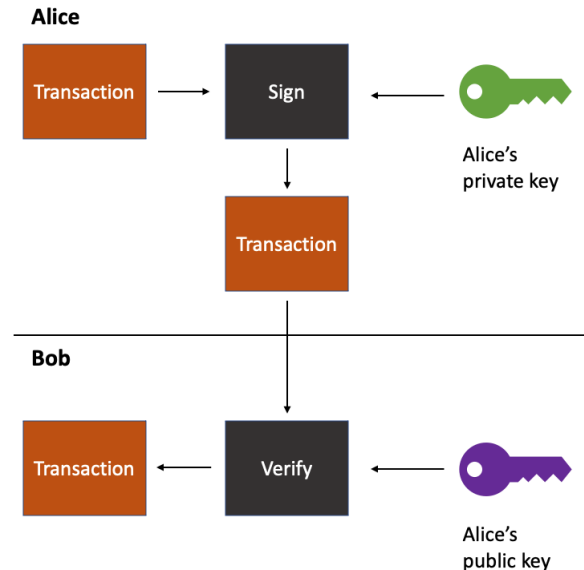 Alice
Transaction
Sign
Alice’s
private key
Transaction
Bob
Transaction
Verify
Alice’s
public key